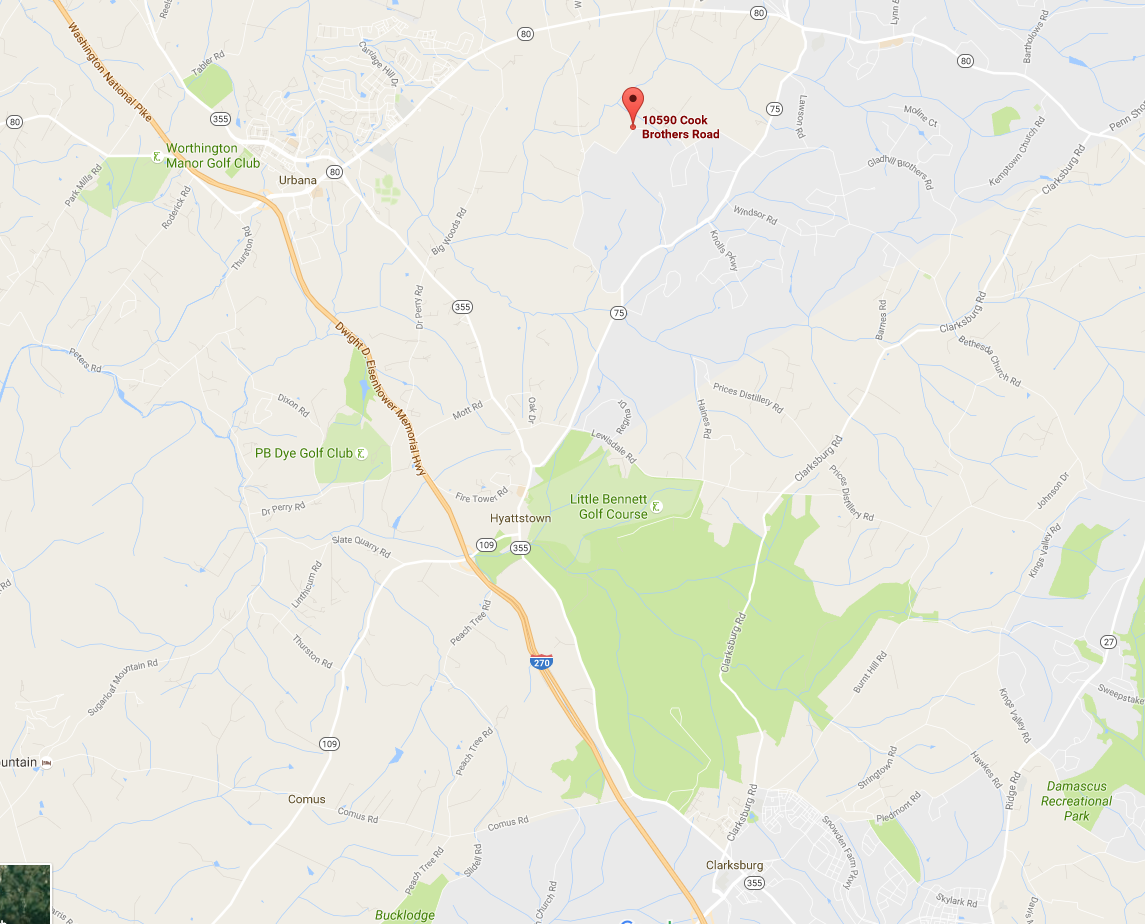 80
80
80
Washington National Pike
Tabler Rd
Carriage Hill Dr
Bartholows Rd
75
Lawson Rd
Moline Ct
355
80
10590 Cook
Brothers Road
Penn Sho
Worthington
Manor Golf Club
Kemptown Church Rd
Gladhill Brothers Rd
Clarksburg Rd
Park Mills Rd
Urbana
80
Roderick Rd
Windsor Rd
Big Woods Rd
Thurston Rd
Knolls Pkwy
355
Dr Perry Rd
75
Barnes Rd
Clarksburg Rd
Dwight D. Eisenhower Memorial Hwy
Peters Rd
Bethesda Church Rd
Prices Distillery Rd
Dixon Rd
Mott Rd
Oak Dr
Regina Dr
Haines Rd
Lewisdale Rd
Clarksburg Rd
PB Dye Golf Club
Prices Distillery Rd
Johnson Dr
Fire Tower Rd
Little Bennett
Golf Course
Dr Perry Rd
Hyattstown
Slate Quarry Rd
109
355
Kings Valley Rd
Linthicum Rd
Peach Tree Rd
Clarksburg Rd
Thurston Rd
27
270
Burnt Hill Rd
Sugarloaf Mountain Rd
Sweepstake
Kings Valley Rd
109
Peach Tree Rd
untain
Stringtown Rd
Hawkes Rd
Ridge Rd
Damascus
Recreational
Park
Comus
Comus Rd
Comus Rd
Clarksburg Rd
Piedmont Rd
Snowden Farm Pkwy
Slidell Rd
Peach Tree Rd
Clarksburg
355
Church Rd
Skylark Rd
Bucklodge